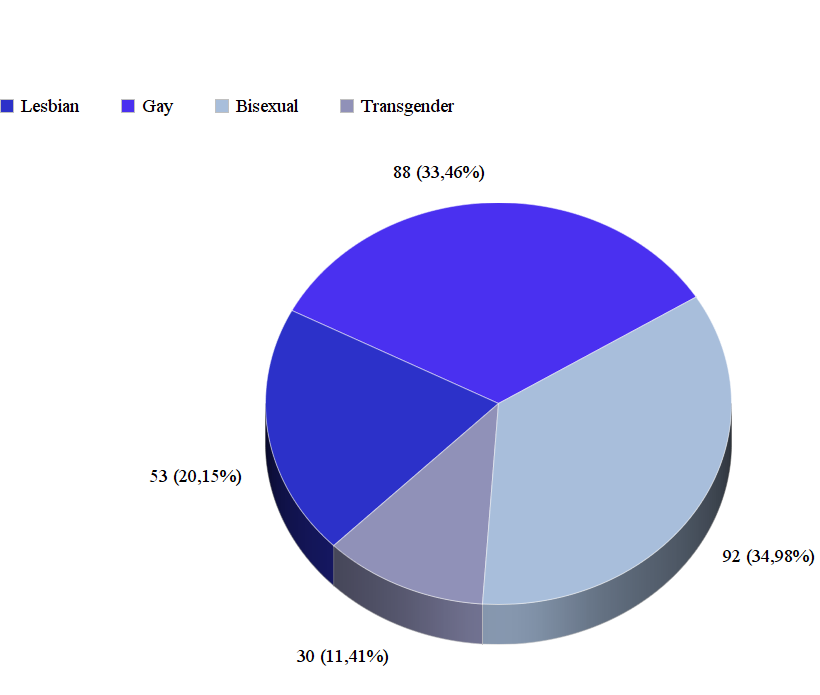 Lesbian Gay Bisexual Transgender
88 (33,46%)
53 (20,15%)
92 (34,98%)
30 (11,41%)